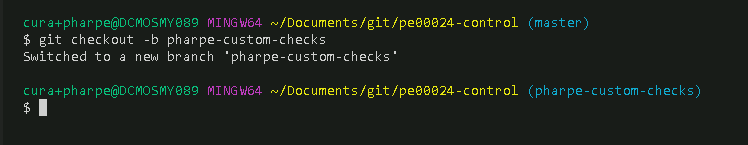 cura+pharpe@DCMOSMY089 MINGW64 ~/Documents/git/pe00024-control (master)
$ git checkout -b pharpe-custom-checks
Switched to a new branch 'pharpe-custom-checks'
cura+pharpe@DCMOSMY089 MINGW64 ~/Documents/git/pe00024-control (pharpe-custom-checks)
$